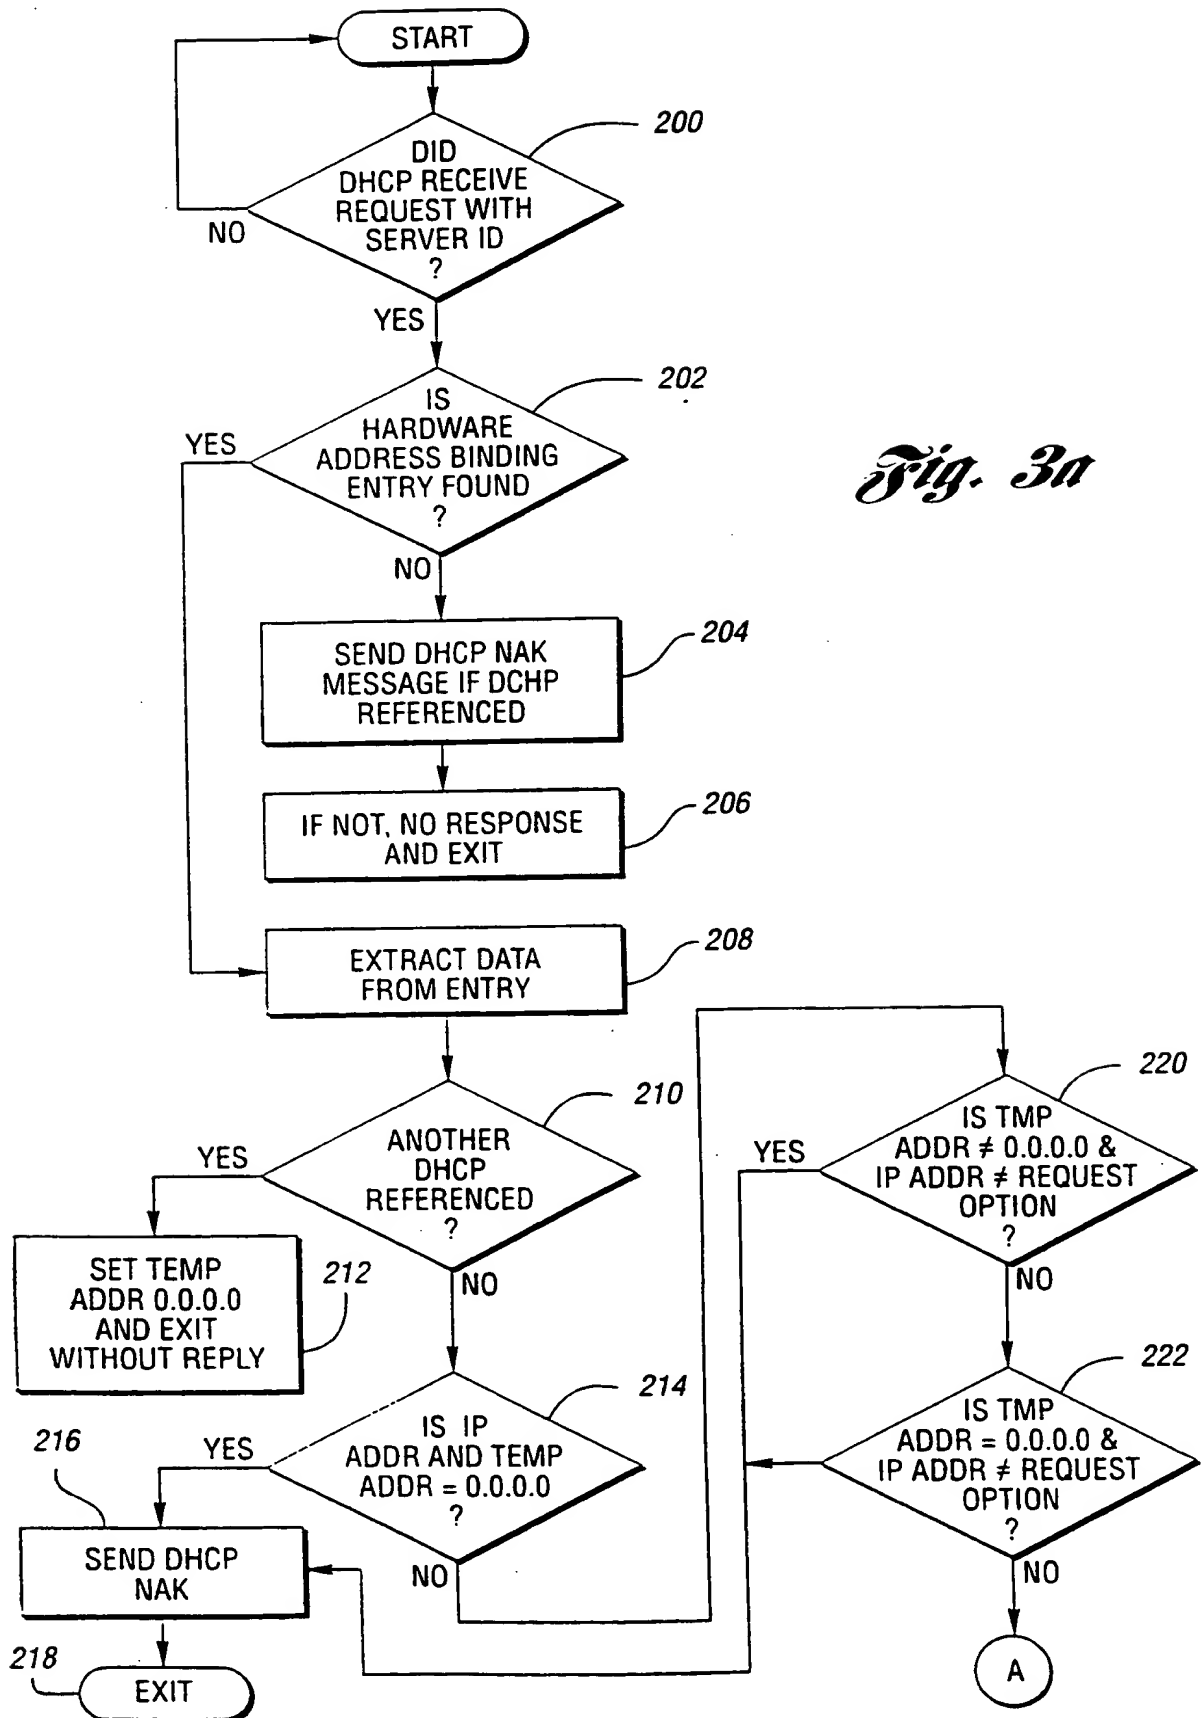 START
200
DID
DHCP RECEIVE
REQUEST WITH
SERVER ID
?
NO
YES
202
IS
HARDWARE
ADDRESS BINDING
ENTRY FOUND
?
YES
NO
Fig. 3a
204
SEND DHCP NAK
MESSAGE IF DCHP
REFERENCED
206
IF NOT, NO RESPONSE
AND EXIT
208
EXTRACT DATA
FROM ENTRY
210
ANOTHER
DHCP
REFERENCED
?
YES
NO
212
SET TEMP
ADDR 0.0.0.0
AND EXIT
WITHOUT REPLY
214
IS IP
ADDR AND TEMP
ADDR = 0.0.0.0
?
YES
NO
216
SEND DHCP
NAK
218
EXIT
220
IS TMP
ADDR ≠ 0.0.0.0 &
IP ADDR ≠ REQUEST
OPTION
?
YES
NO
222
IS TMP
ADDR = 0.0.0.0 &
IP ADDR ≠ REQUEST
OPTION
?
NO
A